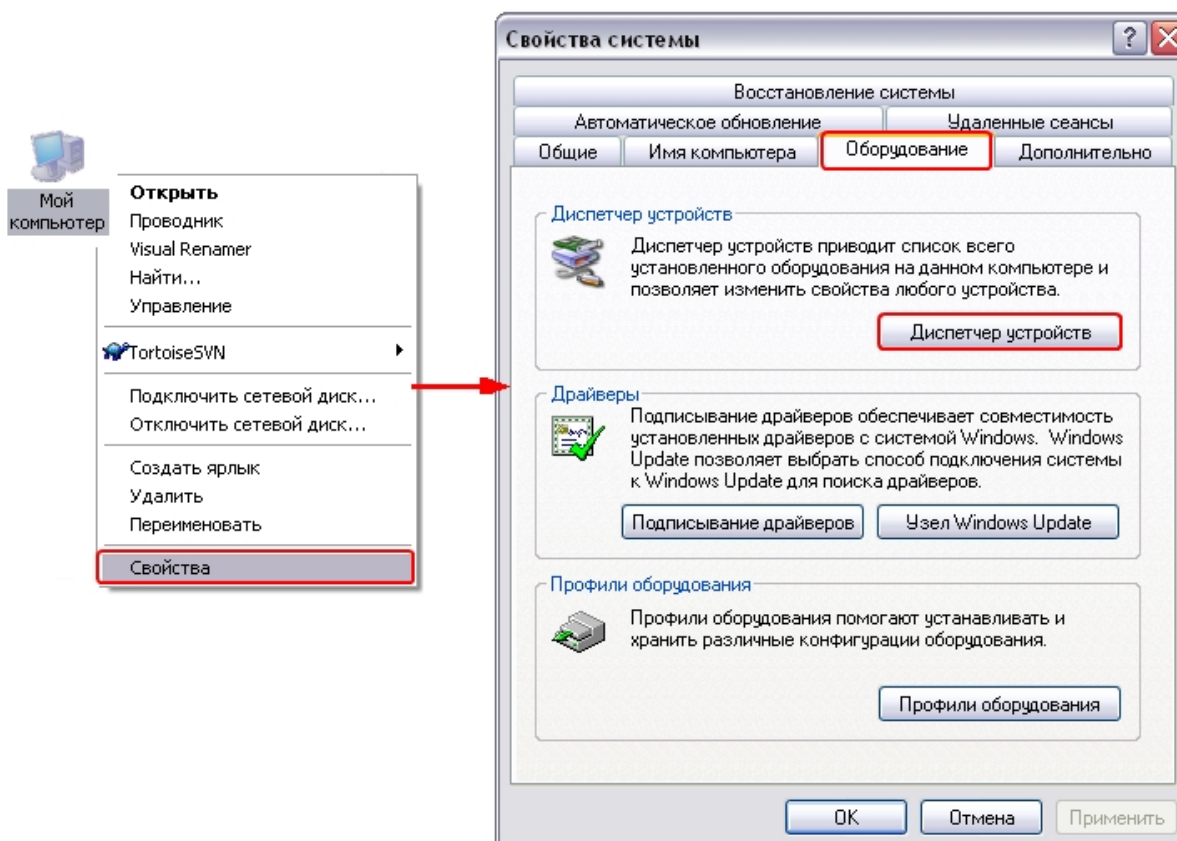 Мой
компьютер
Открыть
Проводник
Visual Renamer
Найти...
Управление
TortoiseSVN
Подключить сетевой диск...
Отключить сетевой диск...
Создать ярлык
Удалить
Переименовать
Свойства
Свойства системы
Восстановление системы
Автоматическое обновление
Удаленные сеансы
Общие
Имя компьютера
Оборудование
Дополнительно
Диспетчер устройств
Диспетчер устройств приводит список всего
установленного оборудования на данном компьютере и
позволяет изменить свойства любого устройства.
Диспетчер устройств
Драйверы
Подписывание драйверов обеспечивает совместимость
установленных драйверов с системой Windows. Windows
Update позволяет выбрать способ подключения системы
к Windows Update для поиска драйверов.
Подписывание драйверов
Узел Windows Update
Профили оборудования
Профили оборудования помогают устанавливать и
хранить различные конфигурации оборудования.
Профили оборудования
OK
Отмена
Применить